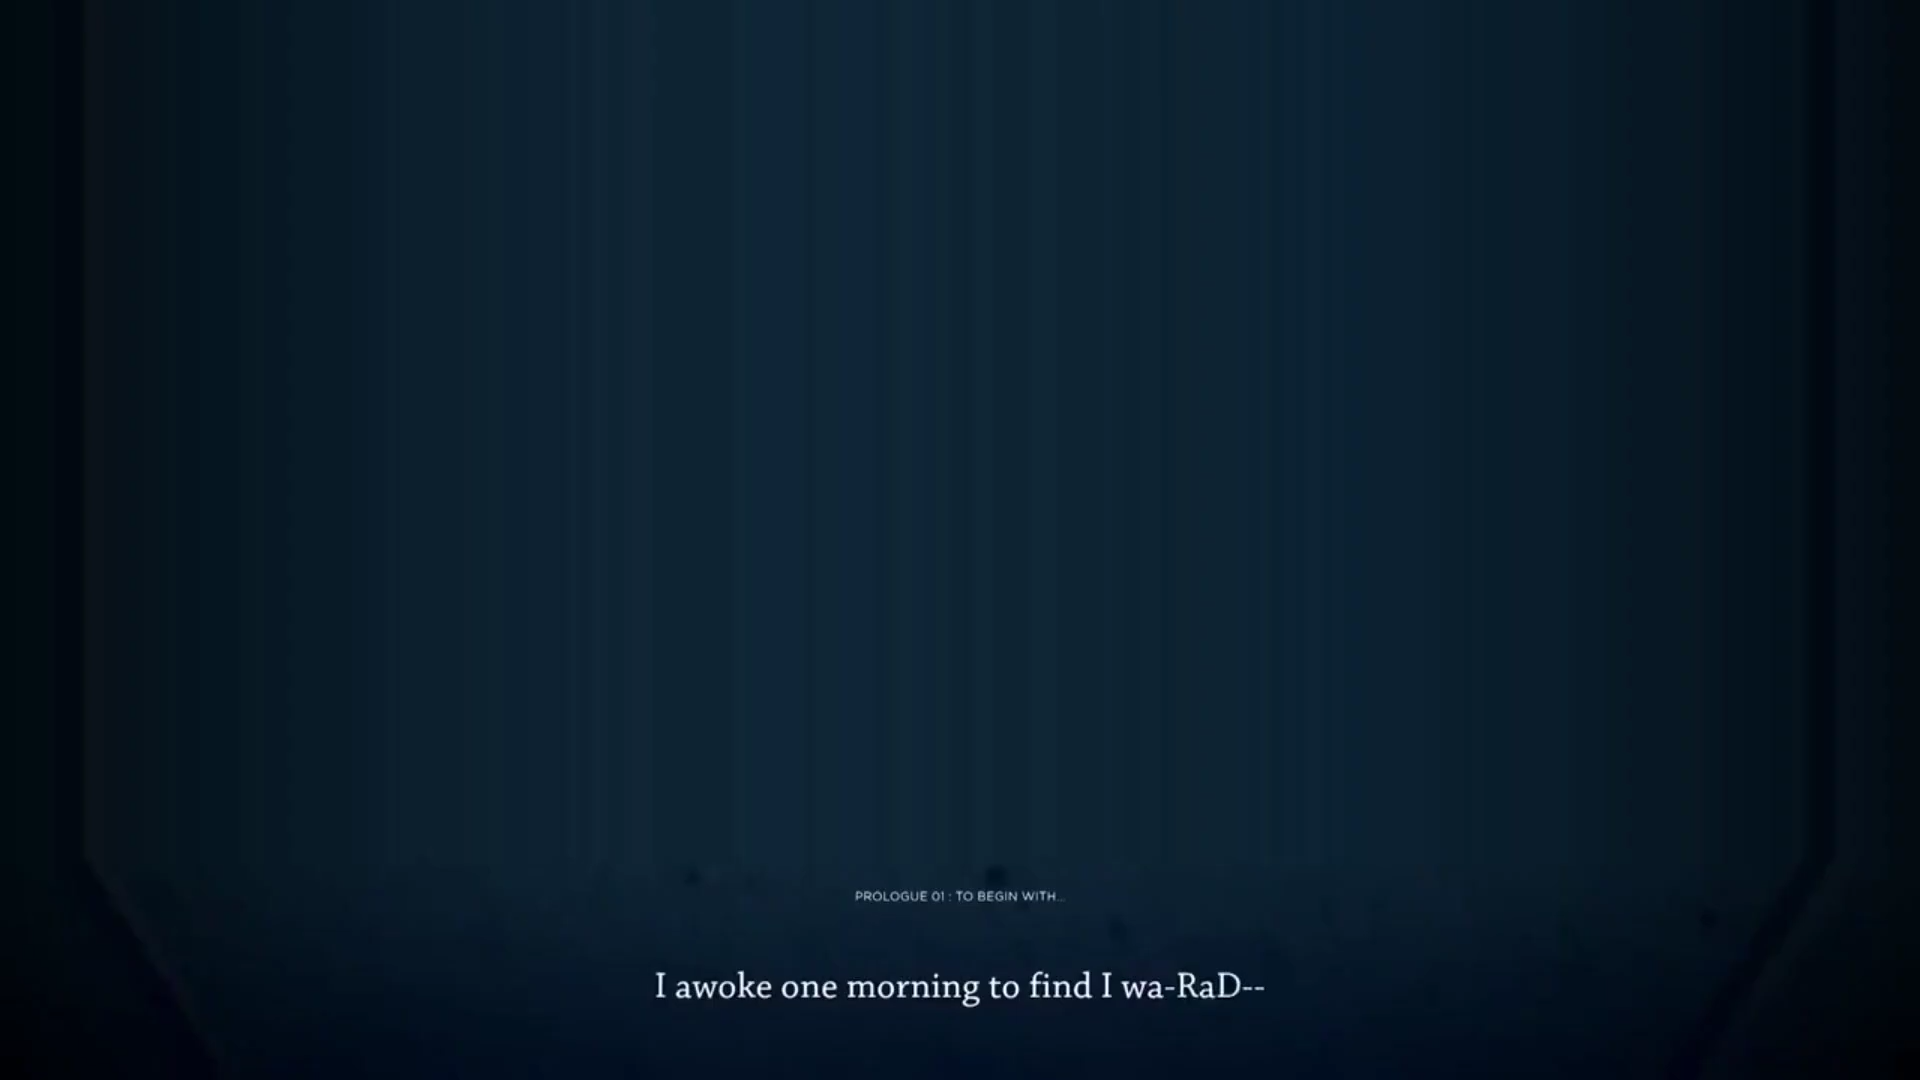 PROLOGUE 01 : TO BEGIN WITH...
I awoke one morning to find I wa-RaD--